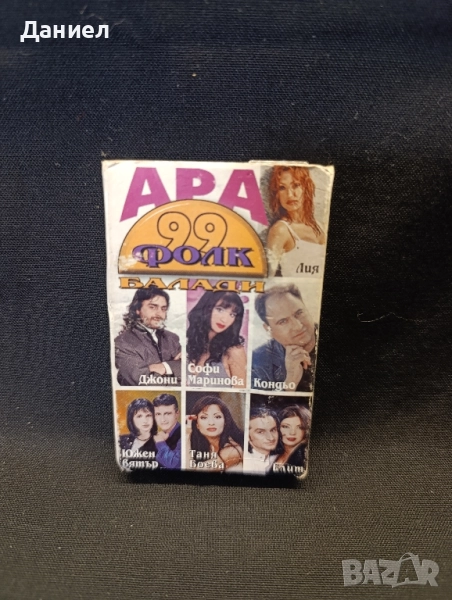 Даниел
АРА
99
ФОЛК
БАЛАДИ
Лия
Джони
Софи
Маринова
Кондьо
Южен
вятър
Таня
Боева
Елит
BAZAR